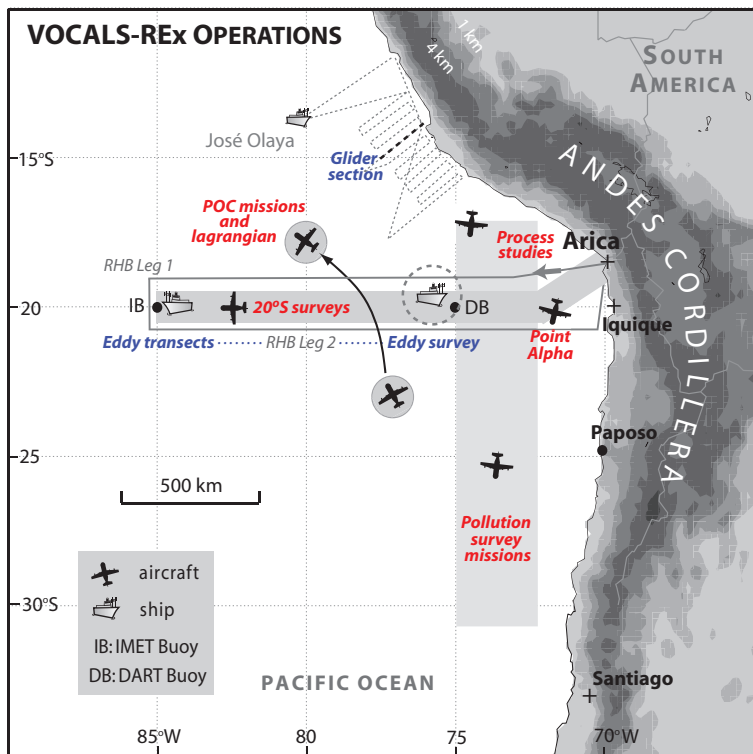 VOCALS-REx OPERATIONS
1 km
4 km
SOUTH
AMERICA
José Olaya
15°S
Glider
section
ANDES CORDILLERA
POC missions
and
lagrangian
Process
studies
Arica
RHB Leg 1
20
IB
20°S surveys
DB
Point
Alpha
Iquique
Eddy transects
RHB Leg 2
Eddy survey
Paposo
25
500 km
Pollution
survey
missions
aircraft
ship
IB: IMET Buoy
DB: DART Buoy
30°S
PACIFIC OCEAN
Santiago
85°W
80
75
70°W